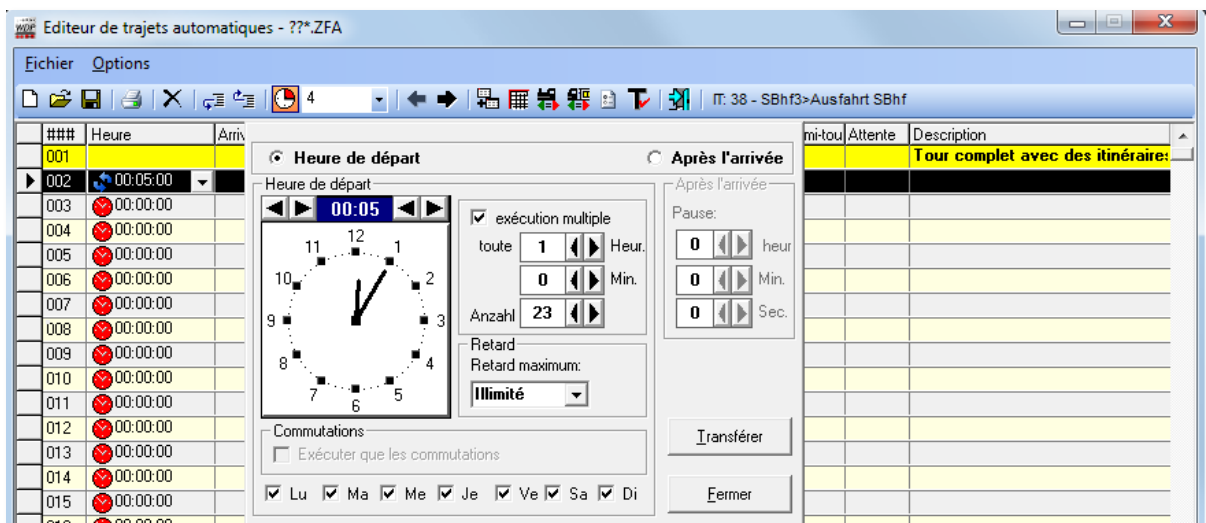 WDP Editeur de trajets automatiques - ??*.ZFA
Fichier Options
4 IT: 38 - SBhf3>Ausfahrt SBhf
### Heure Arriv mi-tou Attente Description
001 Tour complet avec des itinéraire
Heure de départ Après l'arrivée
002 00:05:00
003 00:00:00
004 00:00:00
005 00:00:00
006 00:00:00
007 00:00:00
008 00:00:00
009 00:00:00
010 00:00:00
011 00:00:00
012 00:00:00
013 00:00:00
014 00:00:00
015 00:00:00
Heure de départ
00:05
12
11 1
10 2
9 3
8 4
7 5
6
exécution multiple
toute 1 Heur.
0 Min.
Anzahl 23
Retard
Retard maximum:
Illimité
Après l'arrivée
Pause:
0 heur
0 Min.
0 Sec.
Commutations
Exécuter que les commutations
Lu Ma Me Je Ve Sa Di
Transférer
Fermer